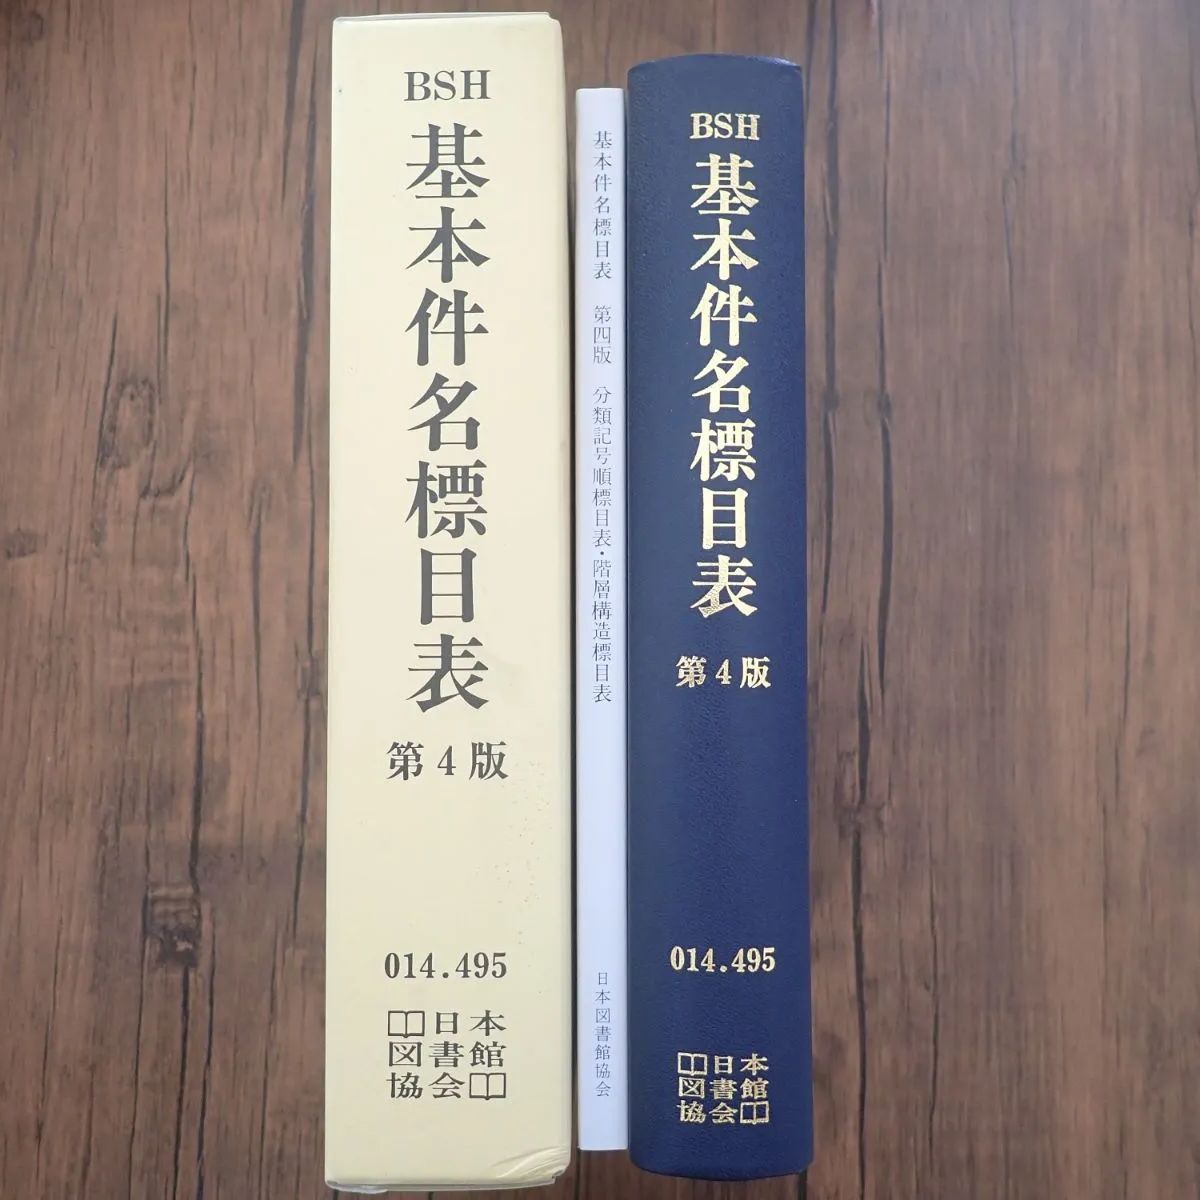 BSH
基本件名標目表
第4版
014.495
日本
図書館
協会
基本件名標目表 第四版 分類記号順標目表・階層構造標目表
日本図書館協会
BSH
基本件名標目表
第4版
014.495
日本
図書館
協会